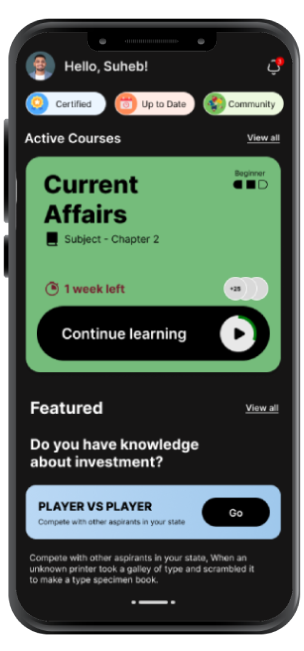 Hello, Suheb!
Certified
Up to Date
Community
Active Courses
View all
Current
Affairs
Beginner
Subject - Chapter 2
1 week left
+25
Continue learning
Featured
View all
Do you have knowledge
about investment?
PLAYER VS PLAYER
Compete with other aspirants in your state
Go
Compete with other aspirants in your state, When an
unknown printer took a galley of type and scrambled it
to make a type specimen book.